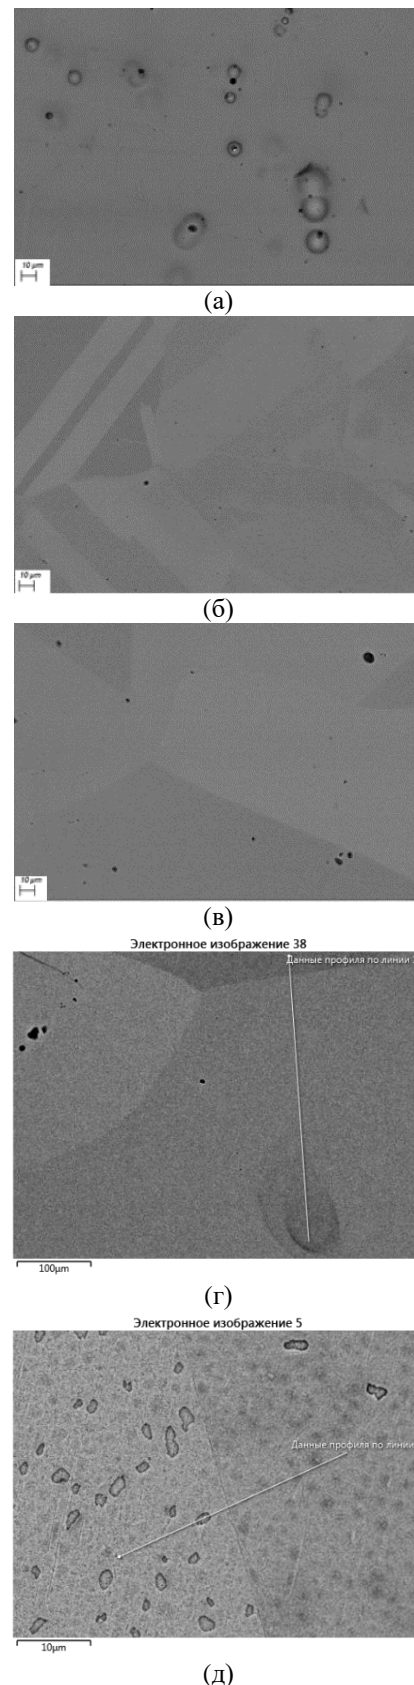 10 μm
(а)
10 μm
(б)
10 μm
(в)
Электронное изображение 38
Данные профиля по линии
100μm
(г)
Электронное изображение 5
Данные профиля по линии
10μm
(д)